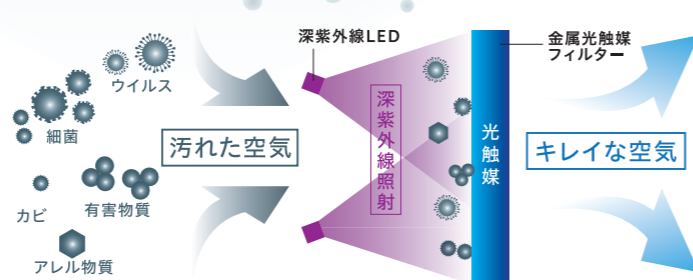 深紫外線LED
金属光触媒
フィルター
ウイルス
細菌
汚れた空気
深紫外線照射
光触媒
キレイな空気
カビ
有害物質
アレル物質